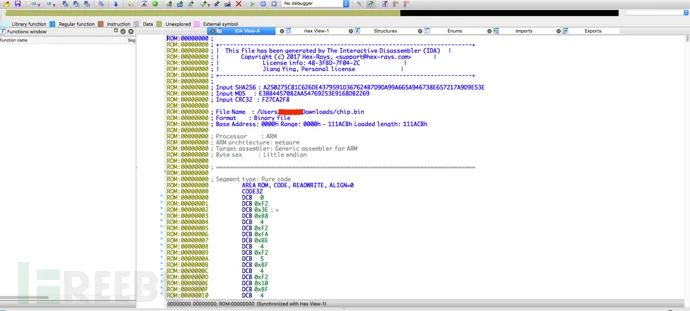 No debugger
Library function Regular function Instruction Data Unexplored External symbol
Functions window
IDA View-A Hex View-1 Structures Enums Imports Exports
Function name Seg
ROM:00000000 ;
ROM:00000000 ; +-------------------------------------------------------------------------+
ROM:00000000 ; | This file has been generated by The Interactive Disassembler (IDA) |
ROM:00000000 ; | Copyright (c) 2017 Hex-Rays, <support@hex-rays.com> |
ROM:00000000 ; | License info: 48-3FBD-7F04-2C |
ROM:00000000 ; | Jiang Ying, Personal license |
ROM:00000000 ; +-------------------------------------------------------------------------+
ROM:00000000 ;
ROM:00000000 ; Input SHA256 :
ROM:00000000 ; Input MD5 : E3BB4457082AA54769253E9168D82269
ROM:00000000 ; Input CRC32 : F27CA2F8
ROM:00000000
ROM:00000000 ; File Name : /Users Downloads/chip.bin
ROM:00000000 ; Format : Binary file
ROM:00000000 ; Base Address: 0000h Range: 0000h - 111ACBh Loaded length: 111ACBh
ROM:00000000
ROM:00000000 ; Processor : ARM
ROM:00000000 ; ARM architecture: metaarm
ROM:00000000 ; Target assembler: Generic assembler for ARM
ROM:00000000 ; Byte sex : Little endian
ROM:00000000
ROM:00000000 ; ===========================================================================
ROM:00000000
ROM:00000000 ; Segment type: Pure code
ROM:00000000 AREA ROM, CODE, READWRITE, ALIGN=0
ROM:00000000 CODE32
ROM:00000000 DCB 0
ROM:00000001 DCB 0xF2
ROM:00000002 DCB 0x3E ; >
ROM:00000003 DCB 0xB8
ROM:00000004 DCB 4
ROM:00000005 DCB 0xF2
ROM:00000006 DCB 0xFA
ROM:00000007 DCB 0xBE
ROM:00000008 DCB 4
ROM:00000009 DCB 0xF2
ROM:0000000A DCB 5
ROM:0000000B DCB 0xBF
ROM:0000000C DCB 4
ROM:0000000D DCB 0xF2
ROM:0000000E DCB 0x10
ROM:0000000F DCB 0xBF
ROM:00000010 DCB 4
00000000 00000000: ROM:00000000 (Synchronized with Hex View-1)
REEBUF